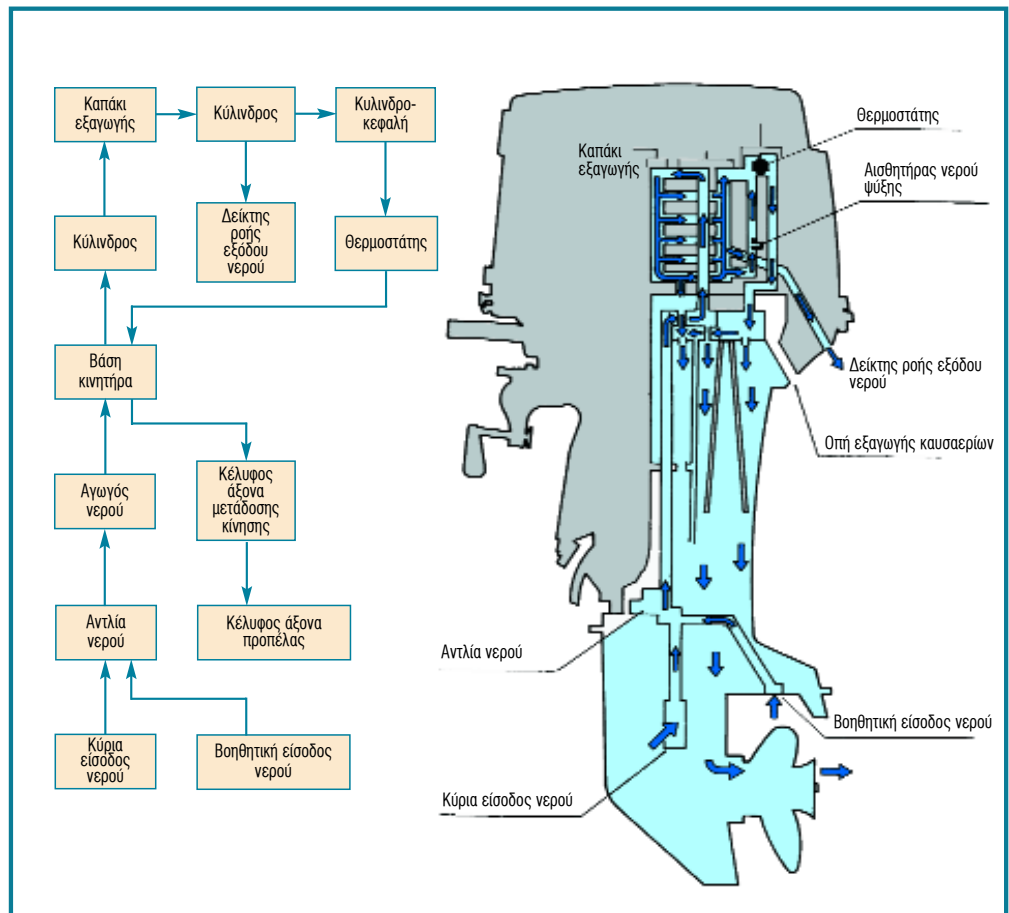 Καπάκι
εξαγωγής
Κύλινδρος
Κυλινδρο-
κεφαλή
Κύλινδρος
Δείκτης
ροής
εξόδου
νερού
Θερμοστάτης
Βάση
κινητήρα
Αγωγός
νερού
Κέλυφος
άξονα
μετάδοσης
κίνησης
Αντλία
νερού
Κέλυφος άξονα
προπέλας
Κύρια
είσοδος
νερού
Βοηθητική είσοδος
νερού
Θερμοστάτης
Καπάκι
εξαγωγής
Αισθητήρας νερού
ψύξης
Δείκτης ροής εξόδου
νερού
Οπή εξαγωγής καυσαερίων
Αντλία νερού
Βοηθητική είσοδος νερού
Κύρια είσοδος νερού